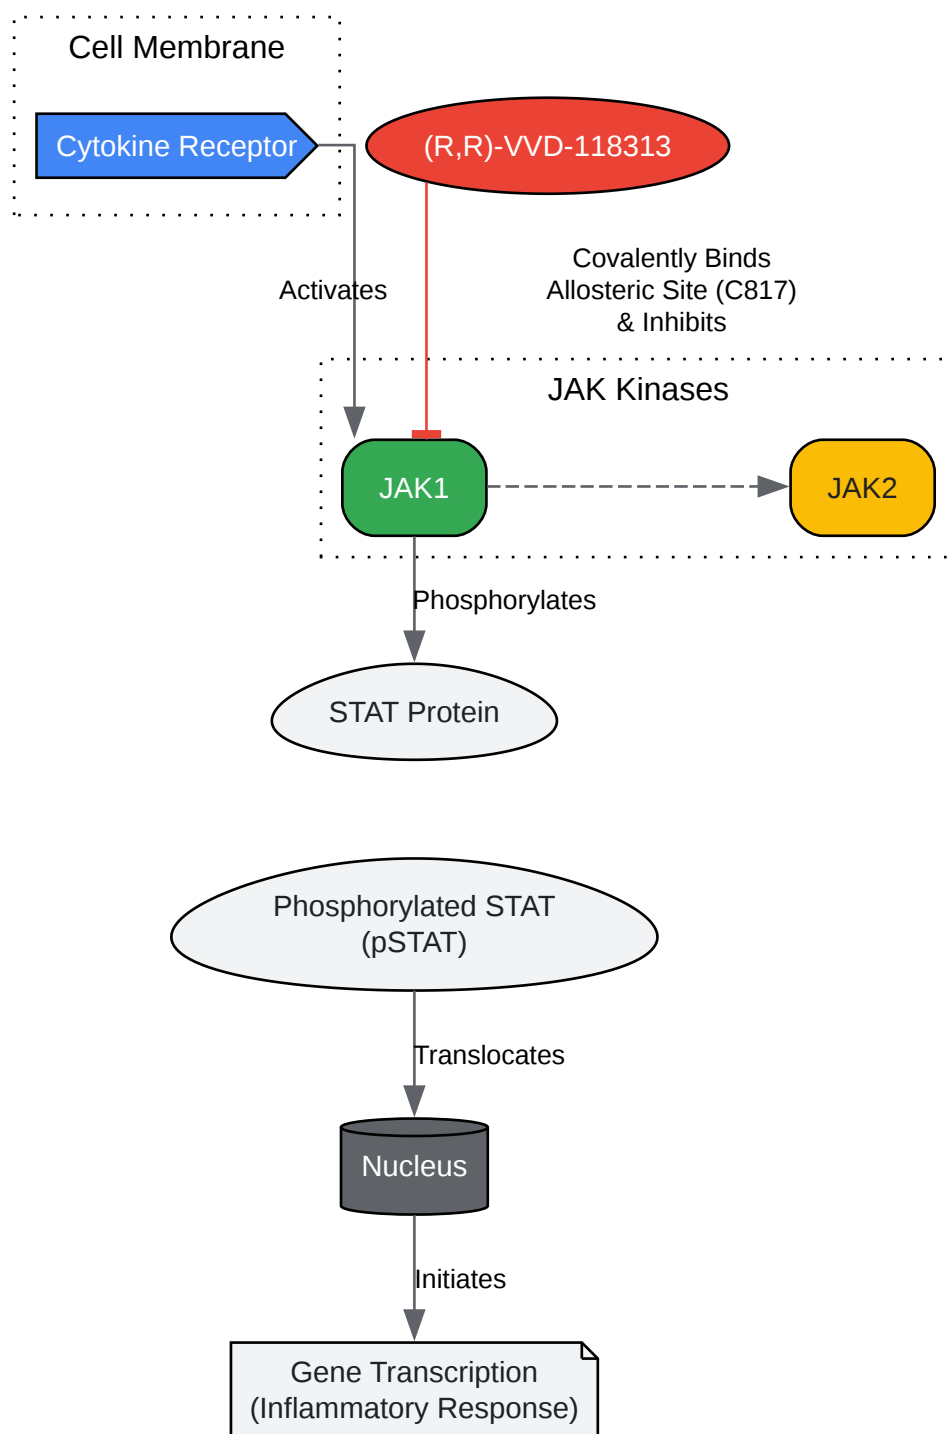 Cell Membrane
Cytokine Receptor
(R,R)-VVD-118313
Activates
Covalently Binds
Allosteric Site (C817)
& Inhibits
JAK Kinases
JAK1
JAK2
Phosphorylates
STAT Protein
Phosphorylated STAT
(pSTAT)
Translocates
Nucleus
Initiates
Gene Transcription
(Inflammatory Response)